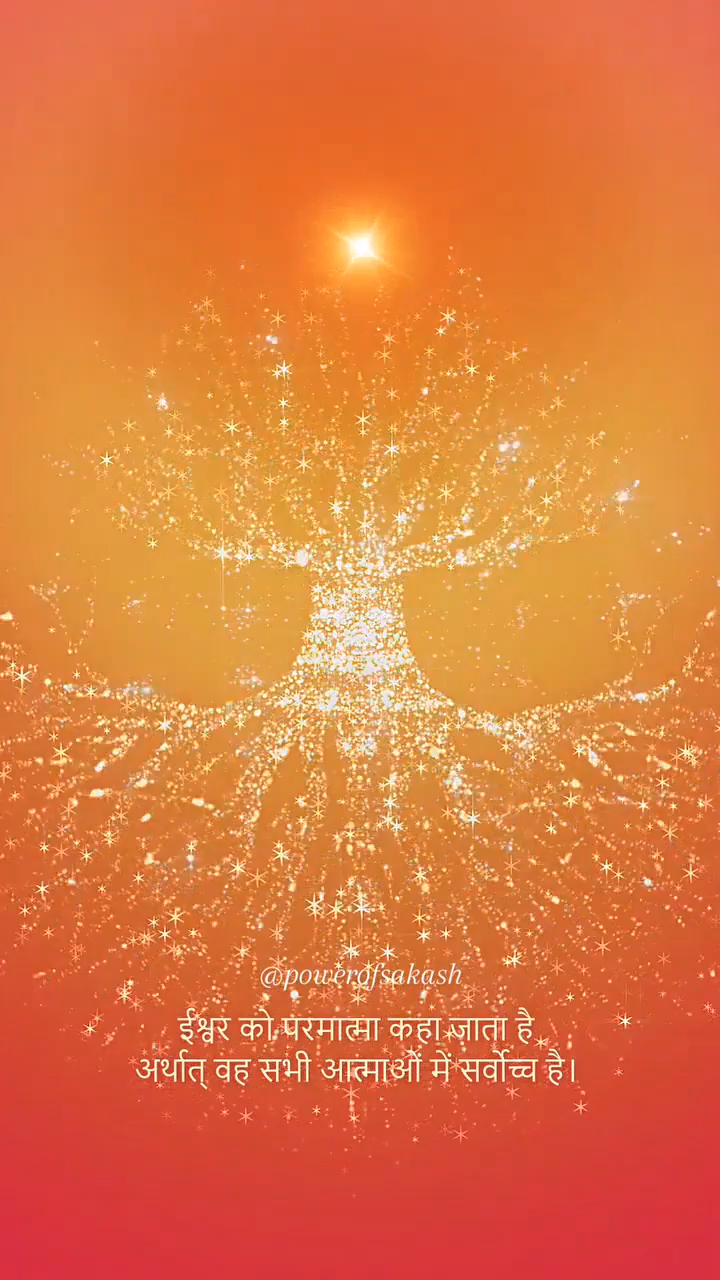 @powerofsakash
ईश्वर को परमात्मा कहा जाता है
अर्थात् वह सभी आत्माओं में सर्वोच्च है।